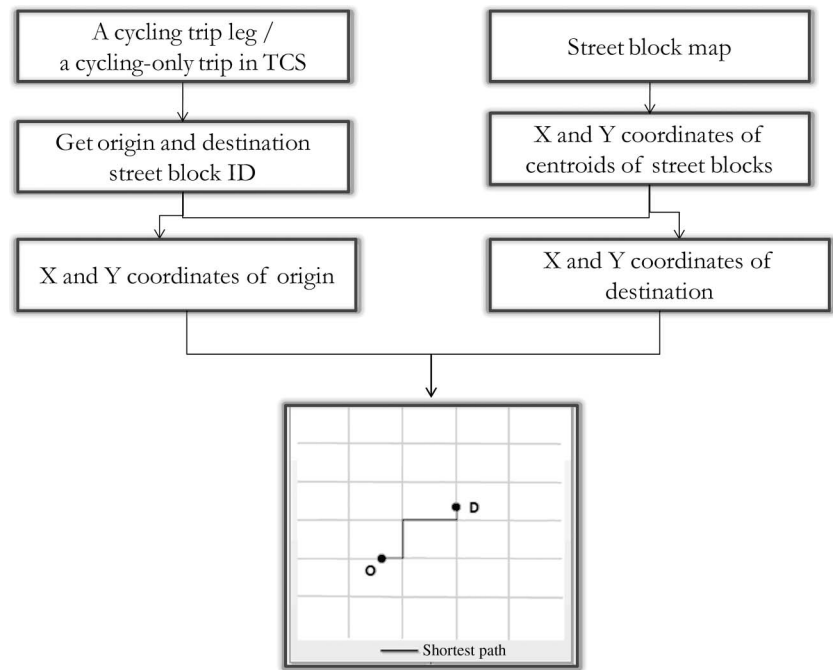 A cycling trip leg /
a cycling-only trip in TCS
Street block map
Get origin and destination
street block ID
X and Y coordinates of
centroids of street blocks
X and Y coordinates of origin
X and Y coordinates of
destination
D
O
Shortest path